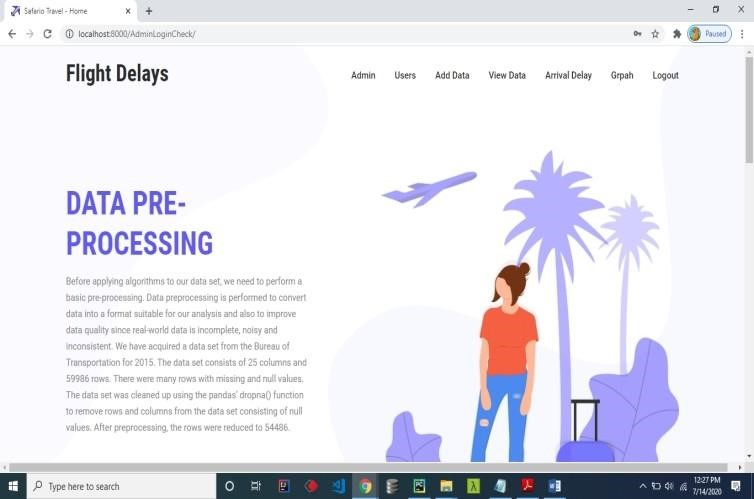 Safario Travel - Home
localhost:8000/AdminLoginCheck/
Paused
Flight Delays
Admin Users Add Data View Data Arrival Delay Grpah Logout
DATA PRE-
PROCESSING
Before applying algorithms to our data set, we need to perform a
basic pre-processing. Data preprocessing is performed to convert
data into a format suitable for our analysis and also to improve
data quality since real-world data is incomplete, noisy and
inconsistent. We have acquired a data set from the Bureau of
Transportation for 2015. The data set consists of 25 columns and
59986 rows. There were many rows with missing and null values.
The data set was cleaned up using the pandas' dropna() function
to remove rows and columns from the data set consisting of null
values. After preprocessing, the rows were reduced to 54486.
Type here to search
12:27 PM
7/14/2020